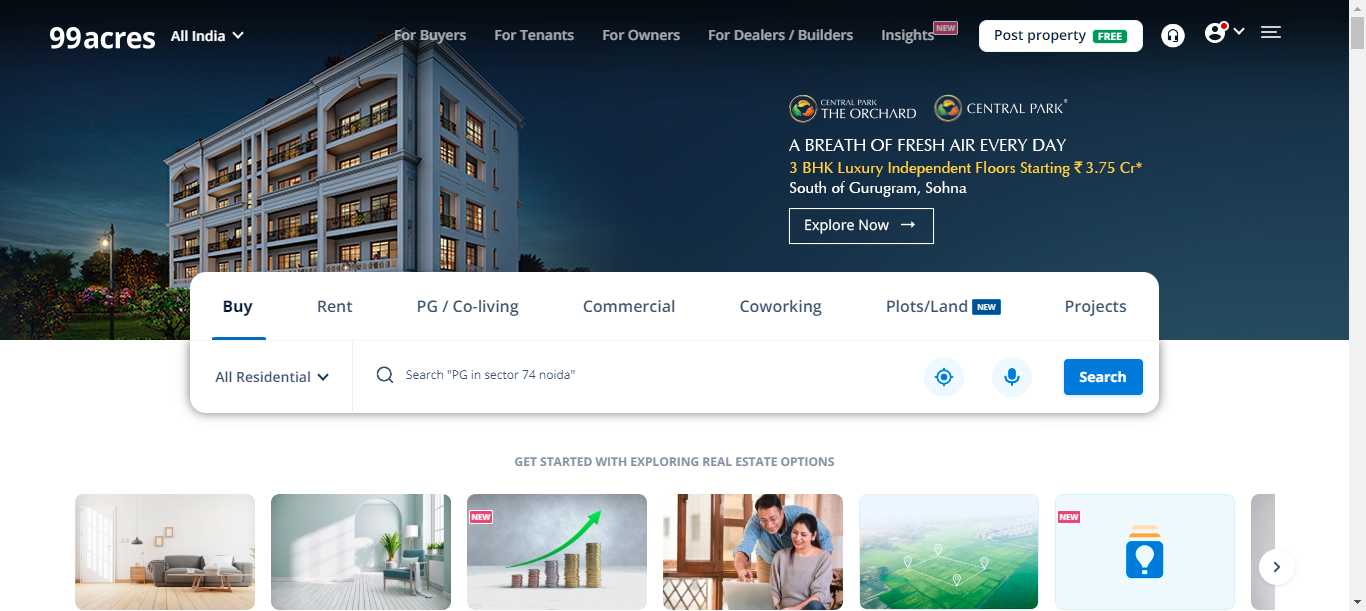 99acres
All India
For Buyers
For Tenants
For Owners
For Dealers / Builders
Insights
NEW
Post property FREE
CENTRAL PARK
THE ORCHARD
CENTRAL PARK®
A BREATH OF FRESH AIR EVERY DAY
3 BHK Luxury Independent Floors Starting ₹ 3.75 Cr*
South of Gurugram, Sohna
Explore Now →
Buy
Rent
PG / Co-living
Commercial
Coworking
Plots/Land NEW
Projects
All Residential
Search "PG in sector 74 noida"
Search
GET STARTED WITH EXPLORING REAL ESTATE OPTIONS
NEW
NEW